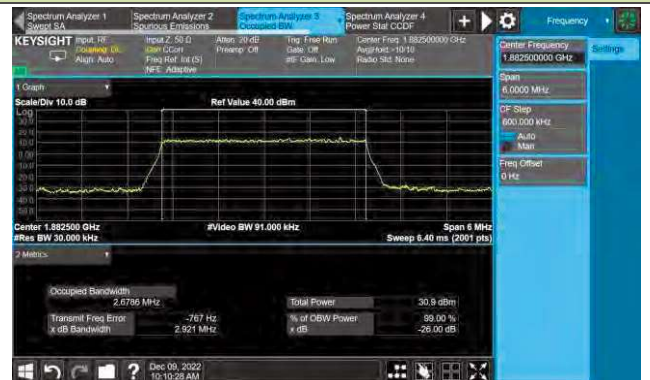 Spectrum Analyzer 1
Swept SA
Spectrum Analyzer 2
Spurious Emissions
Spectrum Analyzer 3
Occupied BW
Spectrum Analyzer 4
Power Stat CCDF
Frequency
KEYSIGHT
Input: RF
Align: Auto
Input Z: 50 Ω
Corr CCorr
Freq Ref: Int (S)
NFE: Adaptive
Atten: 20 dB
Preamp: Off
Trig: Free Run
Gate: Off
#IF Gain: Low
Center Freq: 1.882500000 GHz
Avg|Hold:>10/10
Radio Std: None
Center Frequency
1.882500000 GHz
Settings
Span
6.0000 MHz
CF Step
600.000 kHz
Auto
Man
Freq Offset
0 Hz
1 Graph
Scale/Div 10.0 dB
Ref Value 40.00 dBm
Log
Center 1.882500 GHz
#Video BW 91.000 kHz
Span 6 MHz
#Res BW 30.000 kHz
Sweep 6.40 ms (2001 pts)
2 Metrics
Occupied Bandwidth
2.6786 MHz
Total Power
30.9 dBm
Transmit Freq Error
-767 Hz
% of OBW Power
99.00 %
x dB Bandwidth
2.921 MHz
x dB
-26.00 dB
Dec 09, 2022
10:10:28 AM